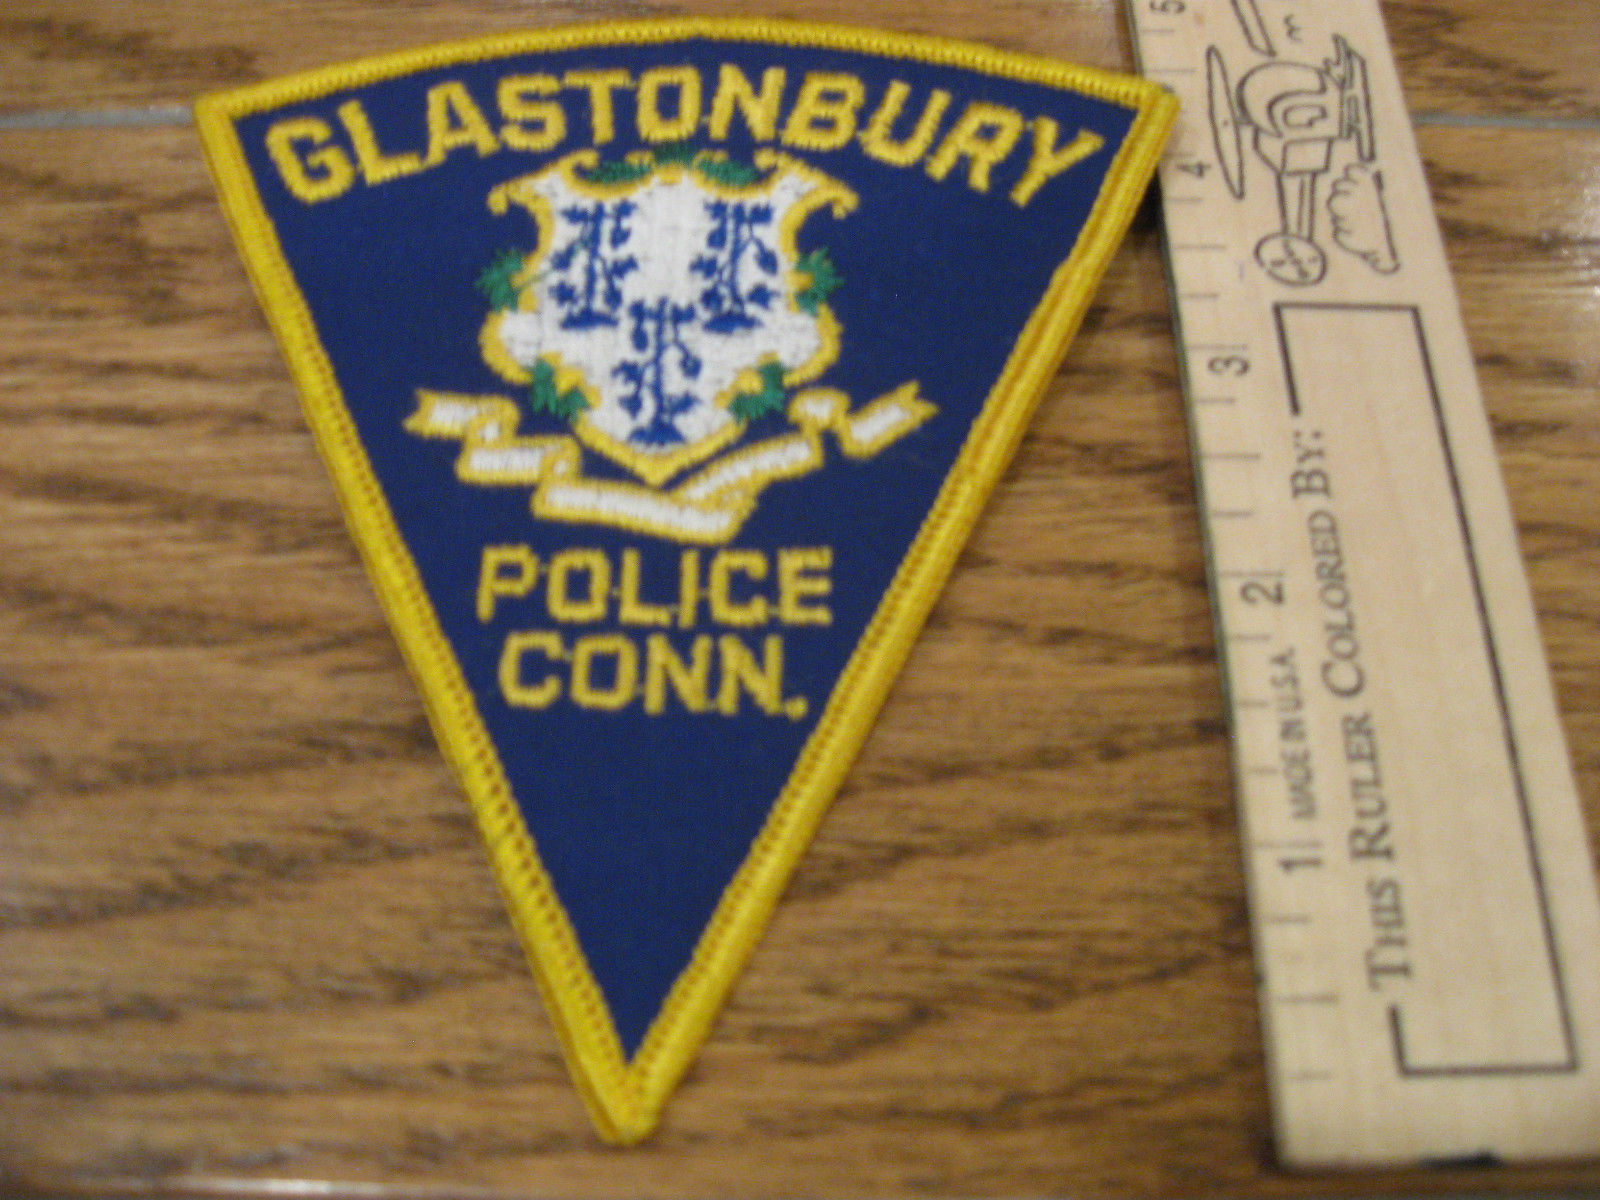 GLASTONBURY
POLICE
CONN.
5
4
3
2
1
MADE IN U.S.A.
THIS RULER COLORED BY: